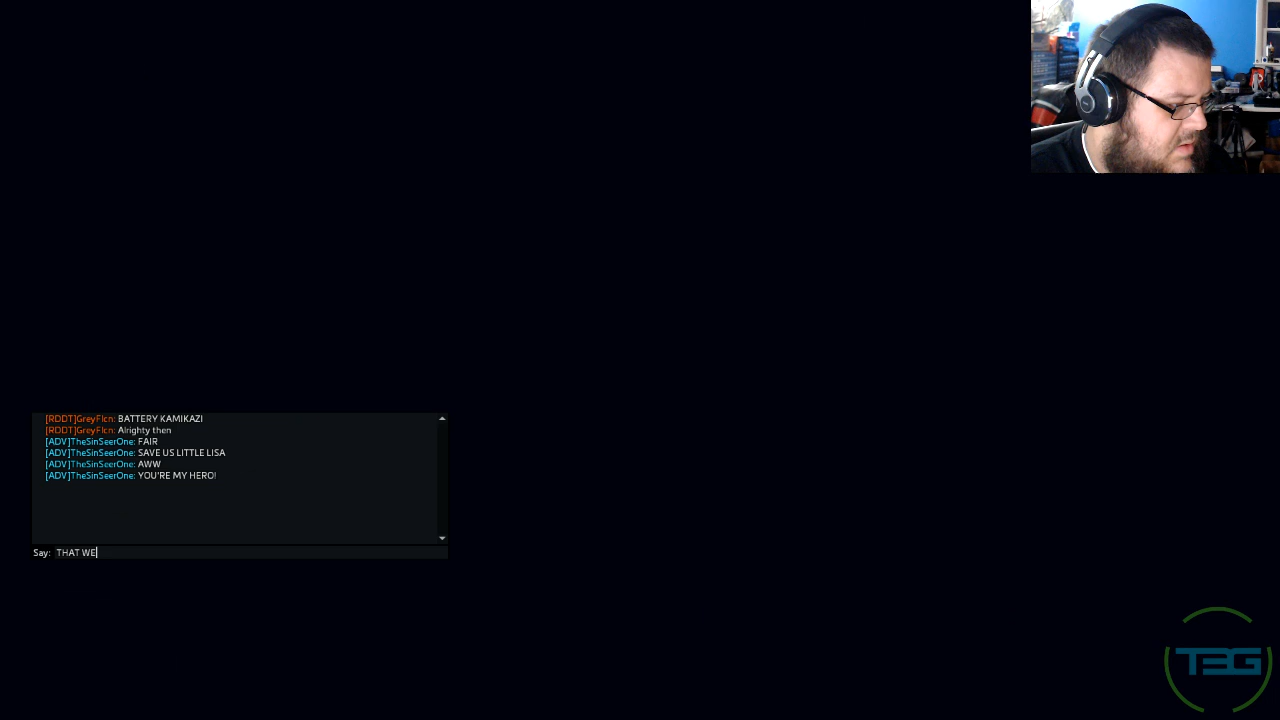 [RDDT]GreyFlcn: BATTERY KAMIKAZI
[RDDT]GreyFlcn: Alrighty then
[ADV]TheSinSeerOne: FAIR
[ADV]TheSinSeerOne: SAVE US LITTLE LISA
[ADV]TheSinSeerOne: AWW
[ADV]TheSinSeerOne: YOU'RE MY HERO!
Say: THAT WE
TBG